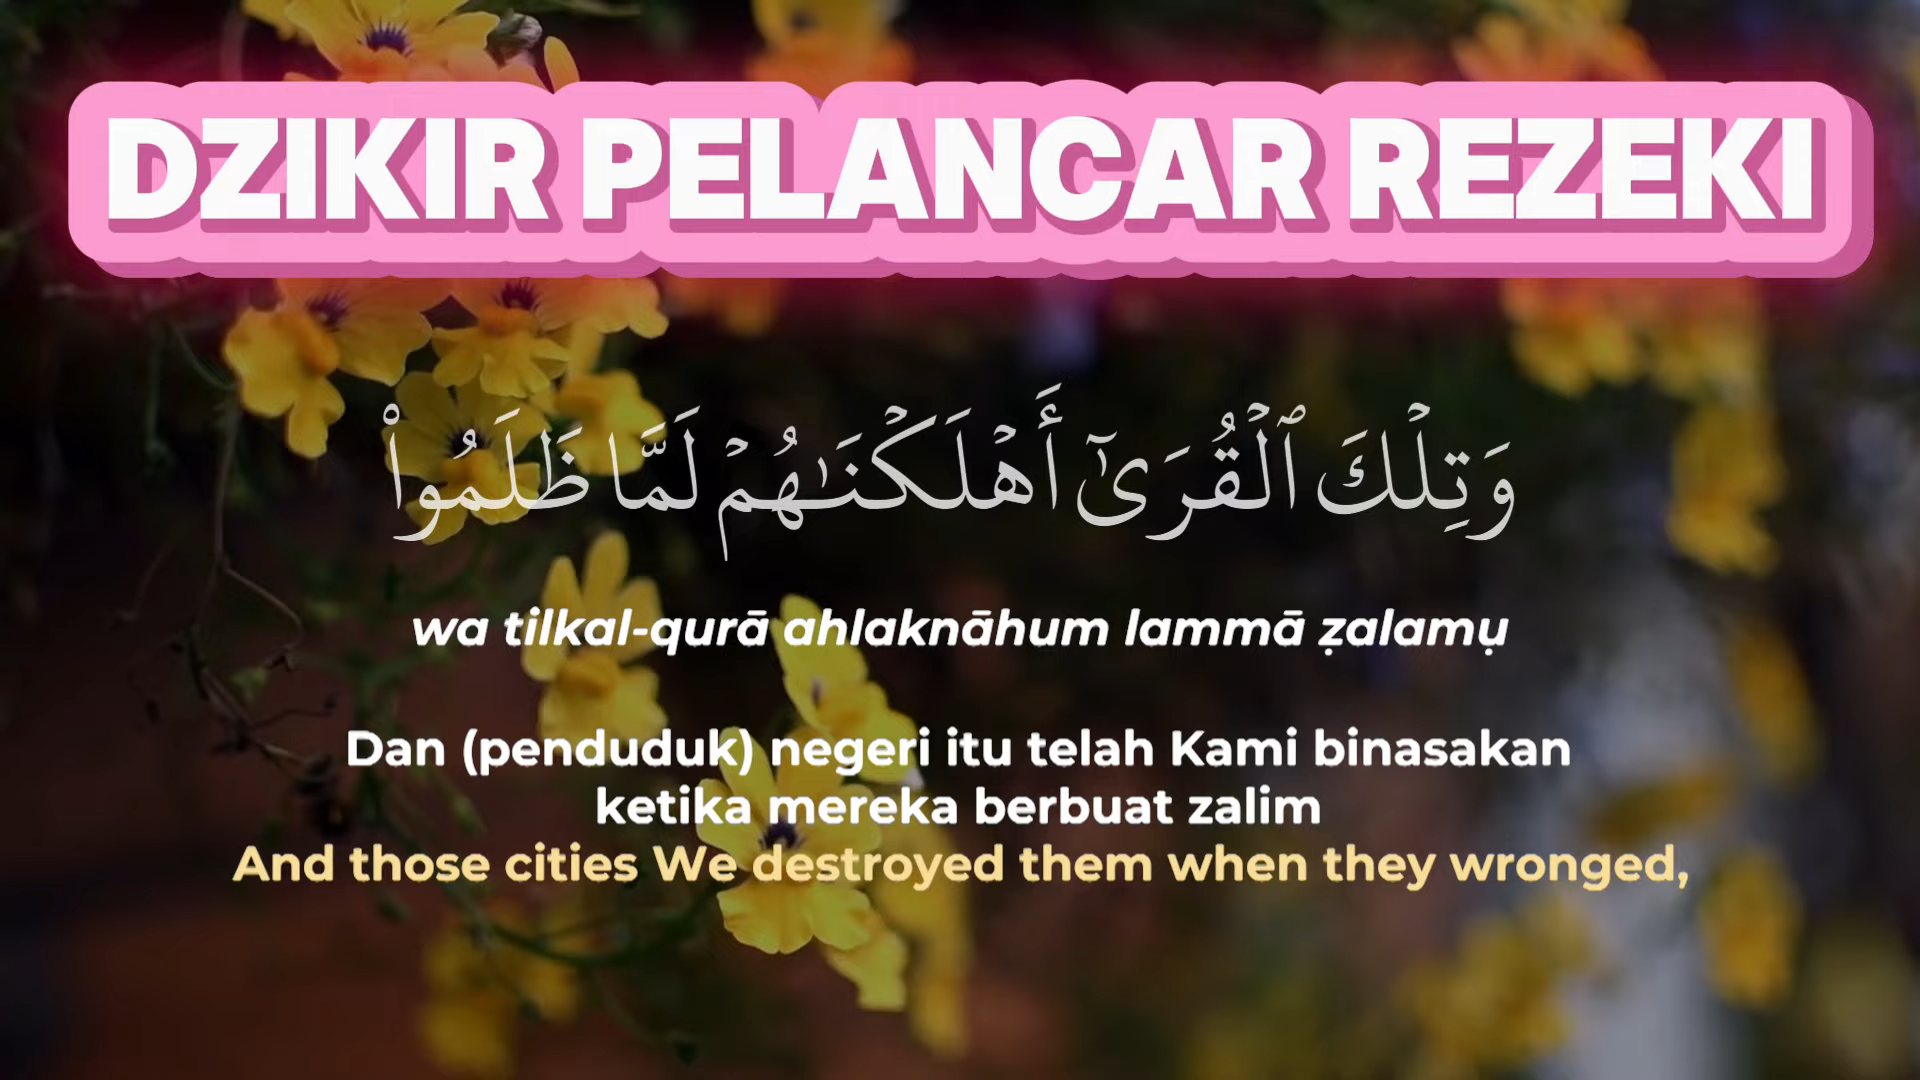 DZIKIR PELANCAR REZEKI
وَتِلْكَ ٱلْقُرَىٰٓ أَهْلَكْنَـٰهُمْ لَمَّا ظَلَمُوا۟
wa tilkal-qurā ahlaknāhum lammā ẓalamụ
Dan (penduduk) negeri itu telah Kami binasakan
ketika mereka berbuat zalim
And those cities We destroyed them when they wronged,